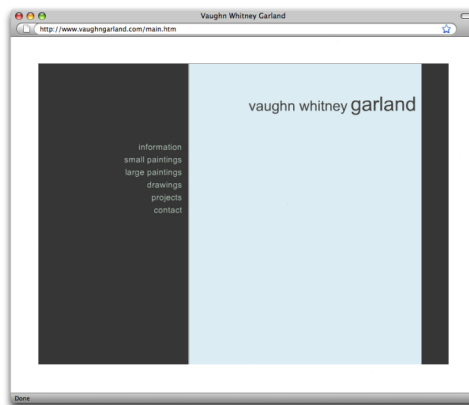 Vaughn Whitney Garland
http://www.vaughngarland.com/main.htm
vaughn whitney garland
information
small paintings
large paintings
drawings
projects
contact
Done